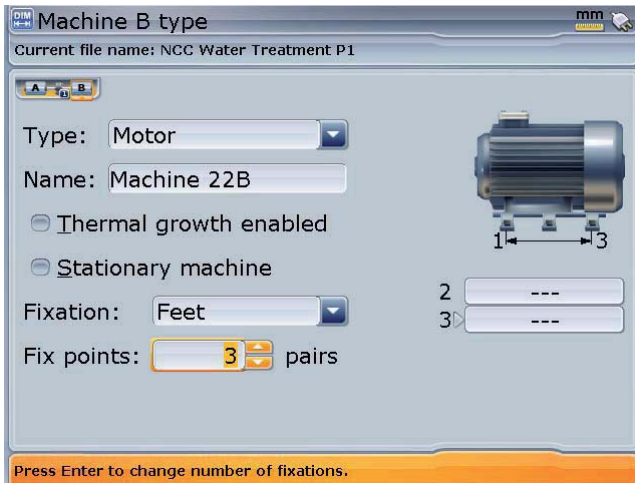 DIM
Machine B type
mm
Current file name: NCC Water Treatment P1
A
B
Type: Motor
Name: Machine 22B
Thermal growth enabled
Stationary machine
Fixation: Feet
Fix points: 3 pairs
1 3
2 ---
3 ---
Press Enter to change number of fixations.